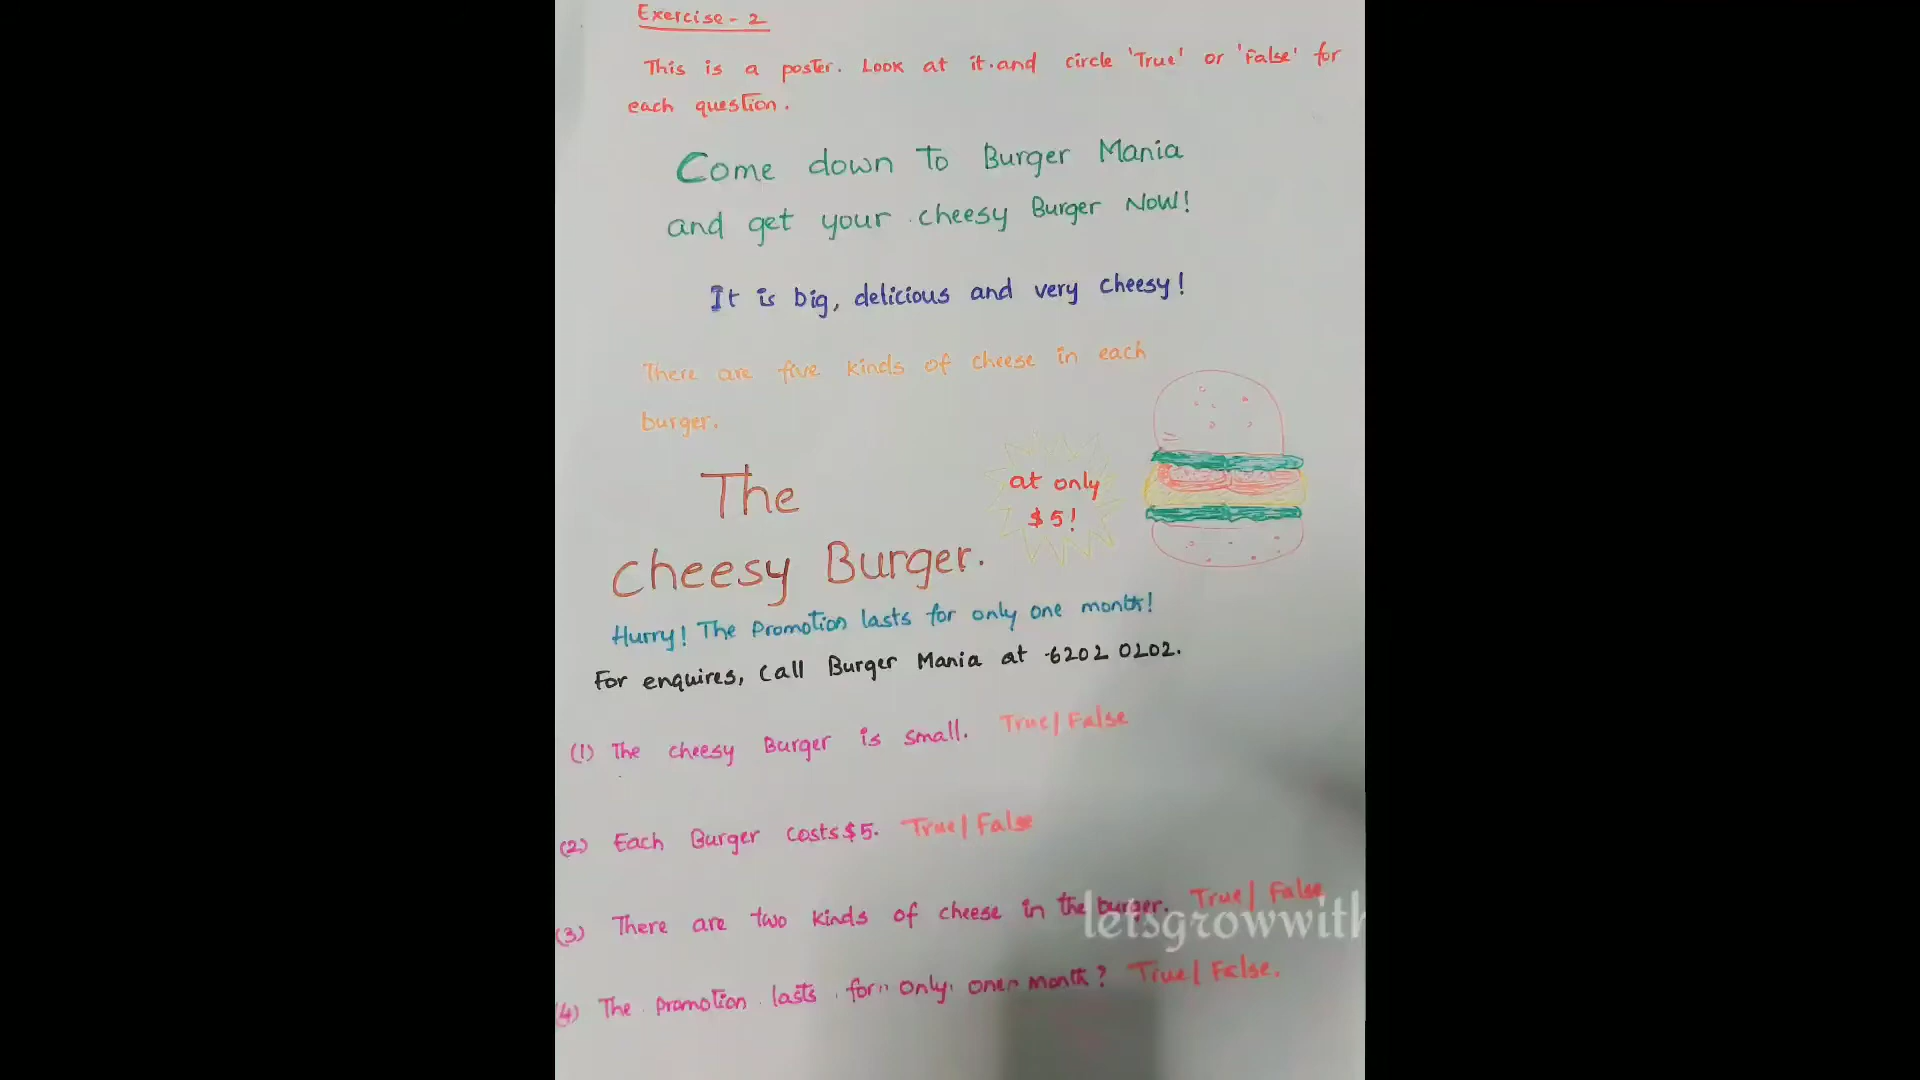 Exercise - 2
This is a poster. Look at it.and circle 'True' or 'False' for
each question.
Come down To Burger Mania
and get your cheesy Burger NOW!
It is big, delicious and very cheesy!
There are five kinds of cheese in each
burger.
at only
$5!
The
cheesy Burger.
Hurry! The Promotion lasts for only one month!
For enquires, Call Burger Mania at -6202 0202.
(1) The cheesy Burger is small. True/False
(2) Each Burger costs $5. True/False
(3) There are two kinds of cheese in the burger. True/False
letsgrowwith
(4) The promotion lasts for only one month? True/False.